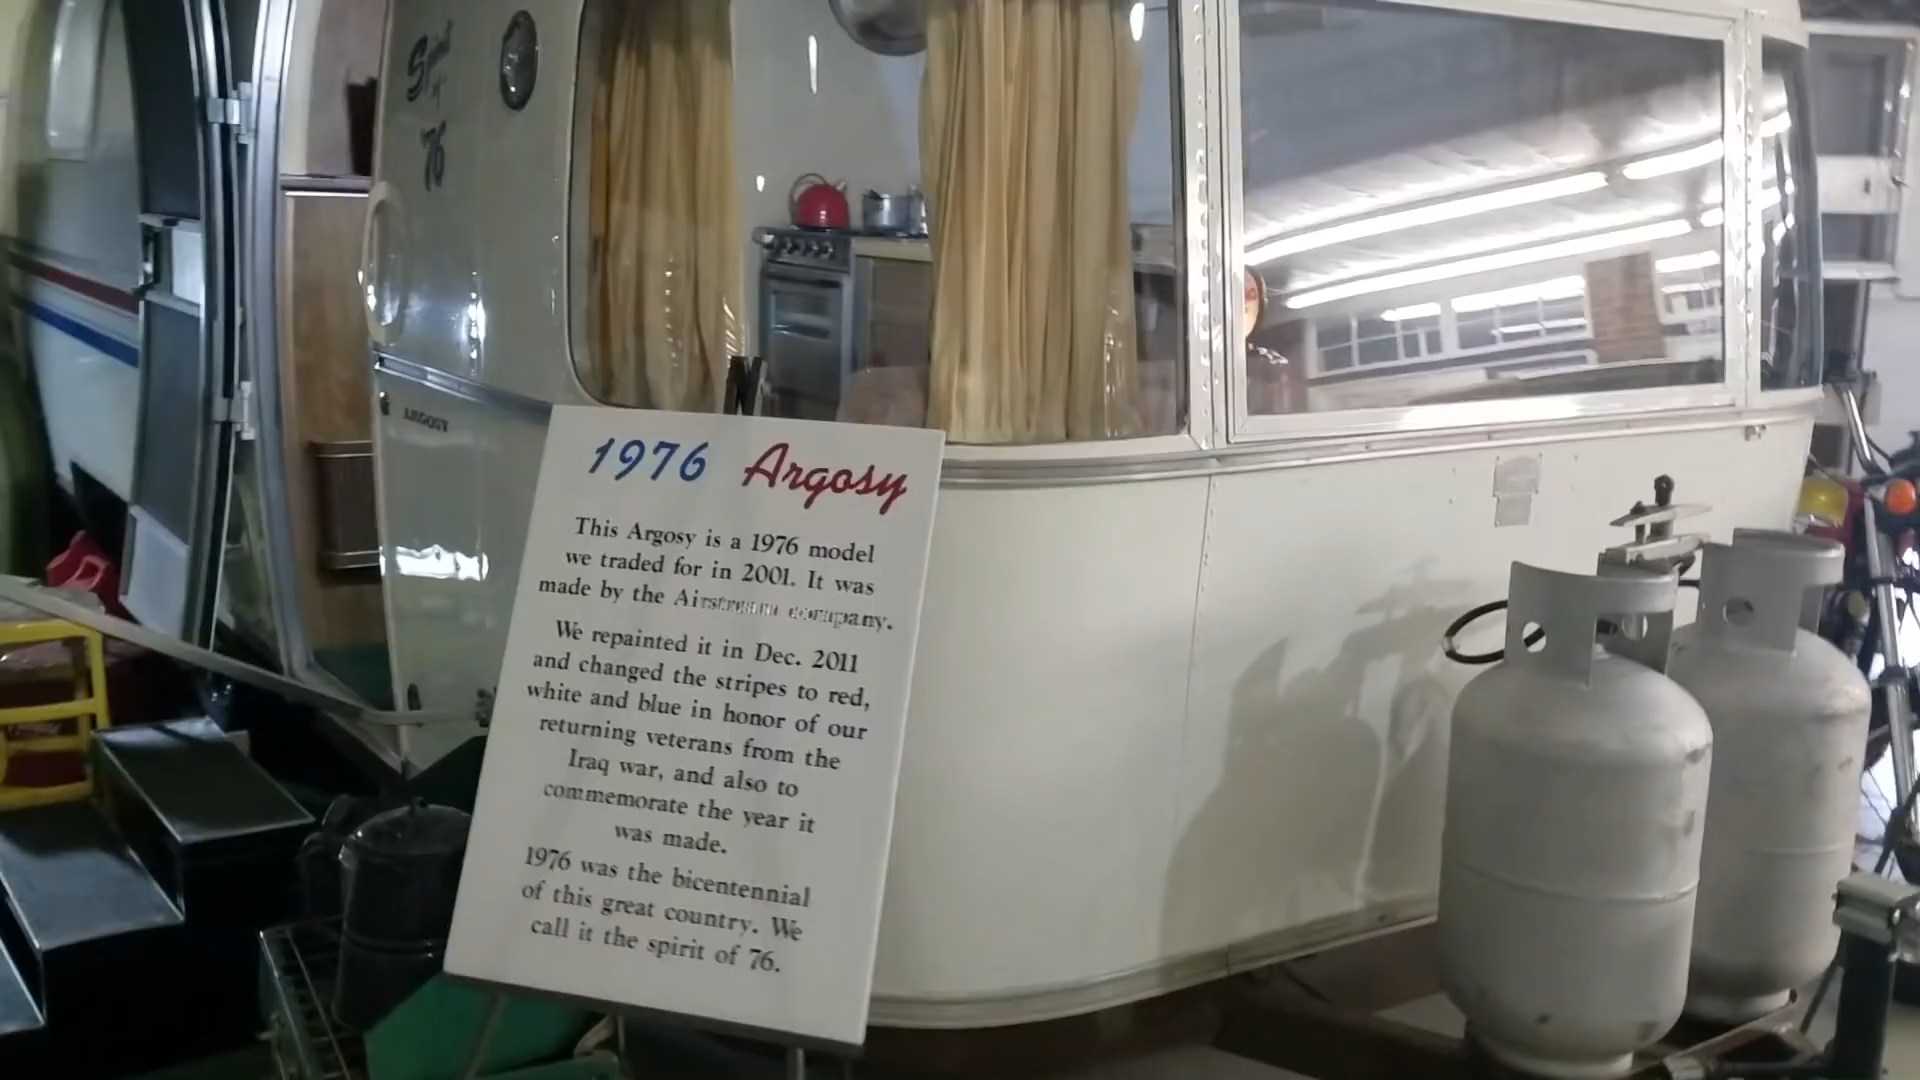 Spirit
of
76
ARGOSY
1976 Argosy
This Argosy is a 1976 model
we traded for in 2001. It was
made by the Airstream company.
We repainted it in Dec. 2011
and changed the stripes to red,
white and blue in honor of our
returning veterans from the
Iraq war, and also to
commemorate the year it
was made.
1976 was the bicentennial
of this great country. We
call it the spirit of 76.